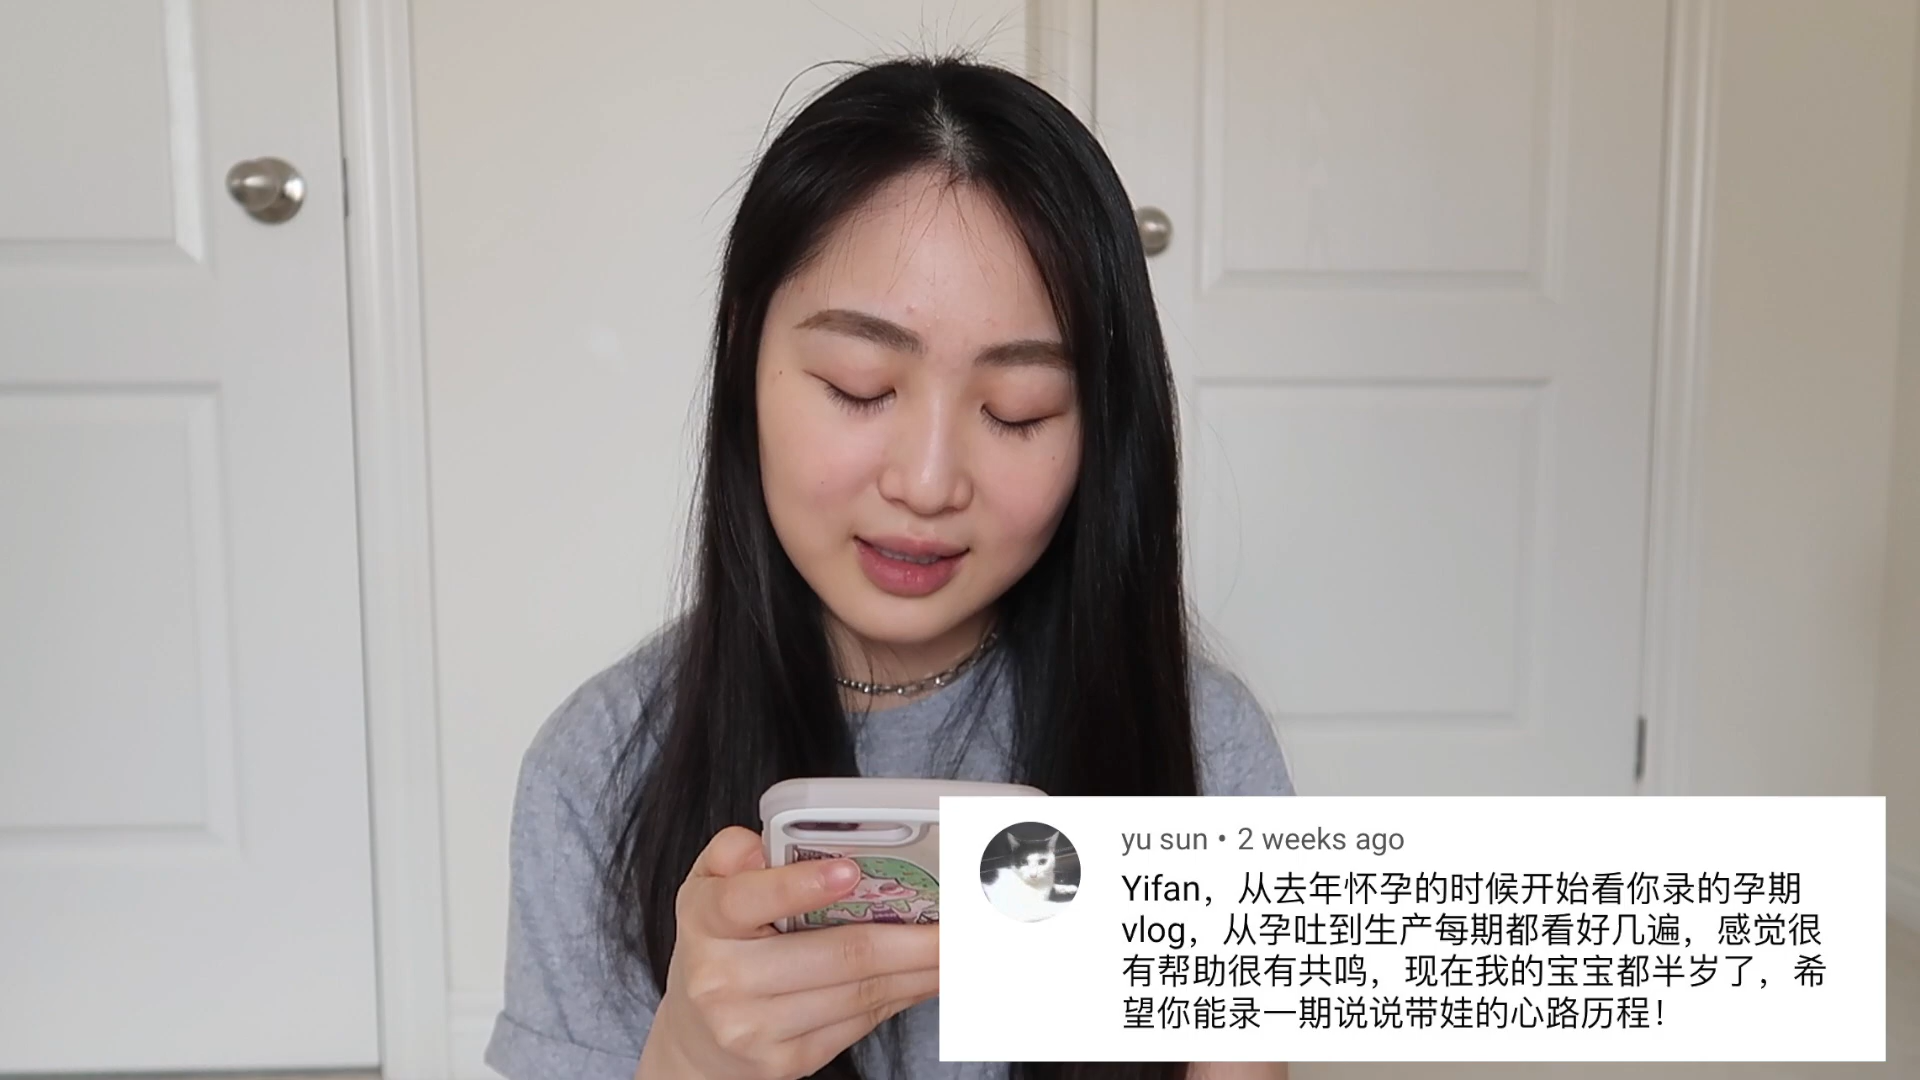 yu sun • 2 weeks ago
Yifan，从去年怀孕的时候开始看你录的孕期
vlog，从孕吐到生产每期都看好几遍，感觉很
有帮助很有共鸣，现在我的宝宝都半岁了，希
望你能录一期说说带娃的心路历程！